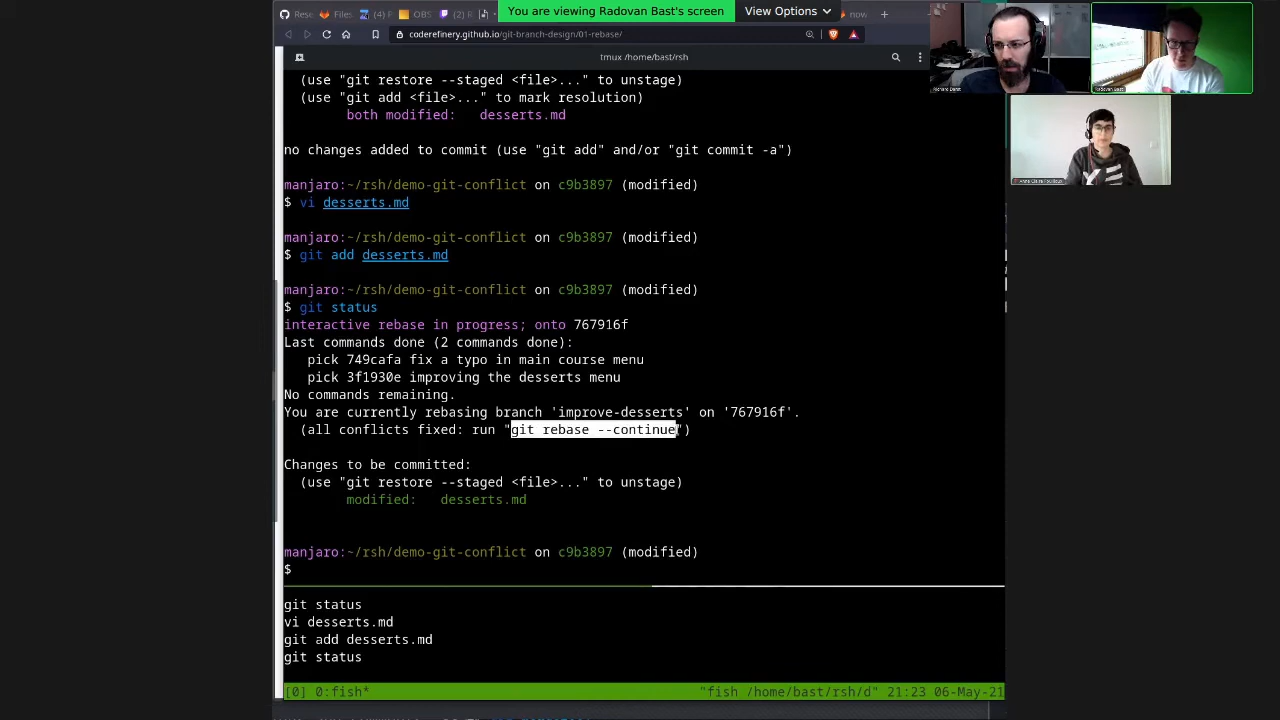 Rese
Files
(4) F
OBS
(2) R
now
You are viewing Radovan Bast's screen
View Options
coderefinery.github.io/git-branch-design/01-rebase/
tmux /home/bast/rsh
(use "git restore --staged <file>..." to unstage)
(use "git add <file>..." to mark resolution)
both modified:   desserts.md
no changes added to commit (use "git add" and/or "git commit -a")
manjaro:~/rsh/demo-git-conflict on c9b3897 (modified)
$ vi desserts.md
manjaro:~/rsh/demo-git-conflict on c9b3897 (modified)
$ git add desserts.md
manjaro:~/rsh/demo-git-conflict on c9b3897 (modified)
$ git status
interactive rebase in progress; onto 767916f
Last commands done (2 commands done):
pick 749cafa fix a typo in main course menu
pick 3f1930e improving the desserts menu
No commands remaining.
You are currently rebasing branch 'improve-desserts' on '767916f'.
(all conflicts fixed: run "git rebase --continue")
Changes to be committed:
(use "git restore --staged <file>..." to unstage)
modified:   desserts.md
manjaro:~/rsh/demo-git-conflict on c9b3897 (modified)
$
git status
vi desserts.md
git add desserts.md
git status
[0] 0:fish*
"fish /home/bast/rsh/d" 21:23 06-May-21
Radovan Bast